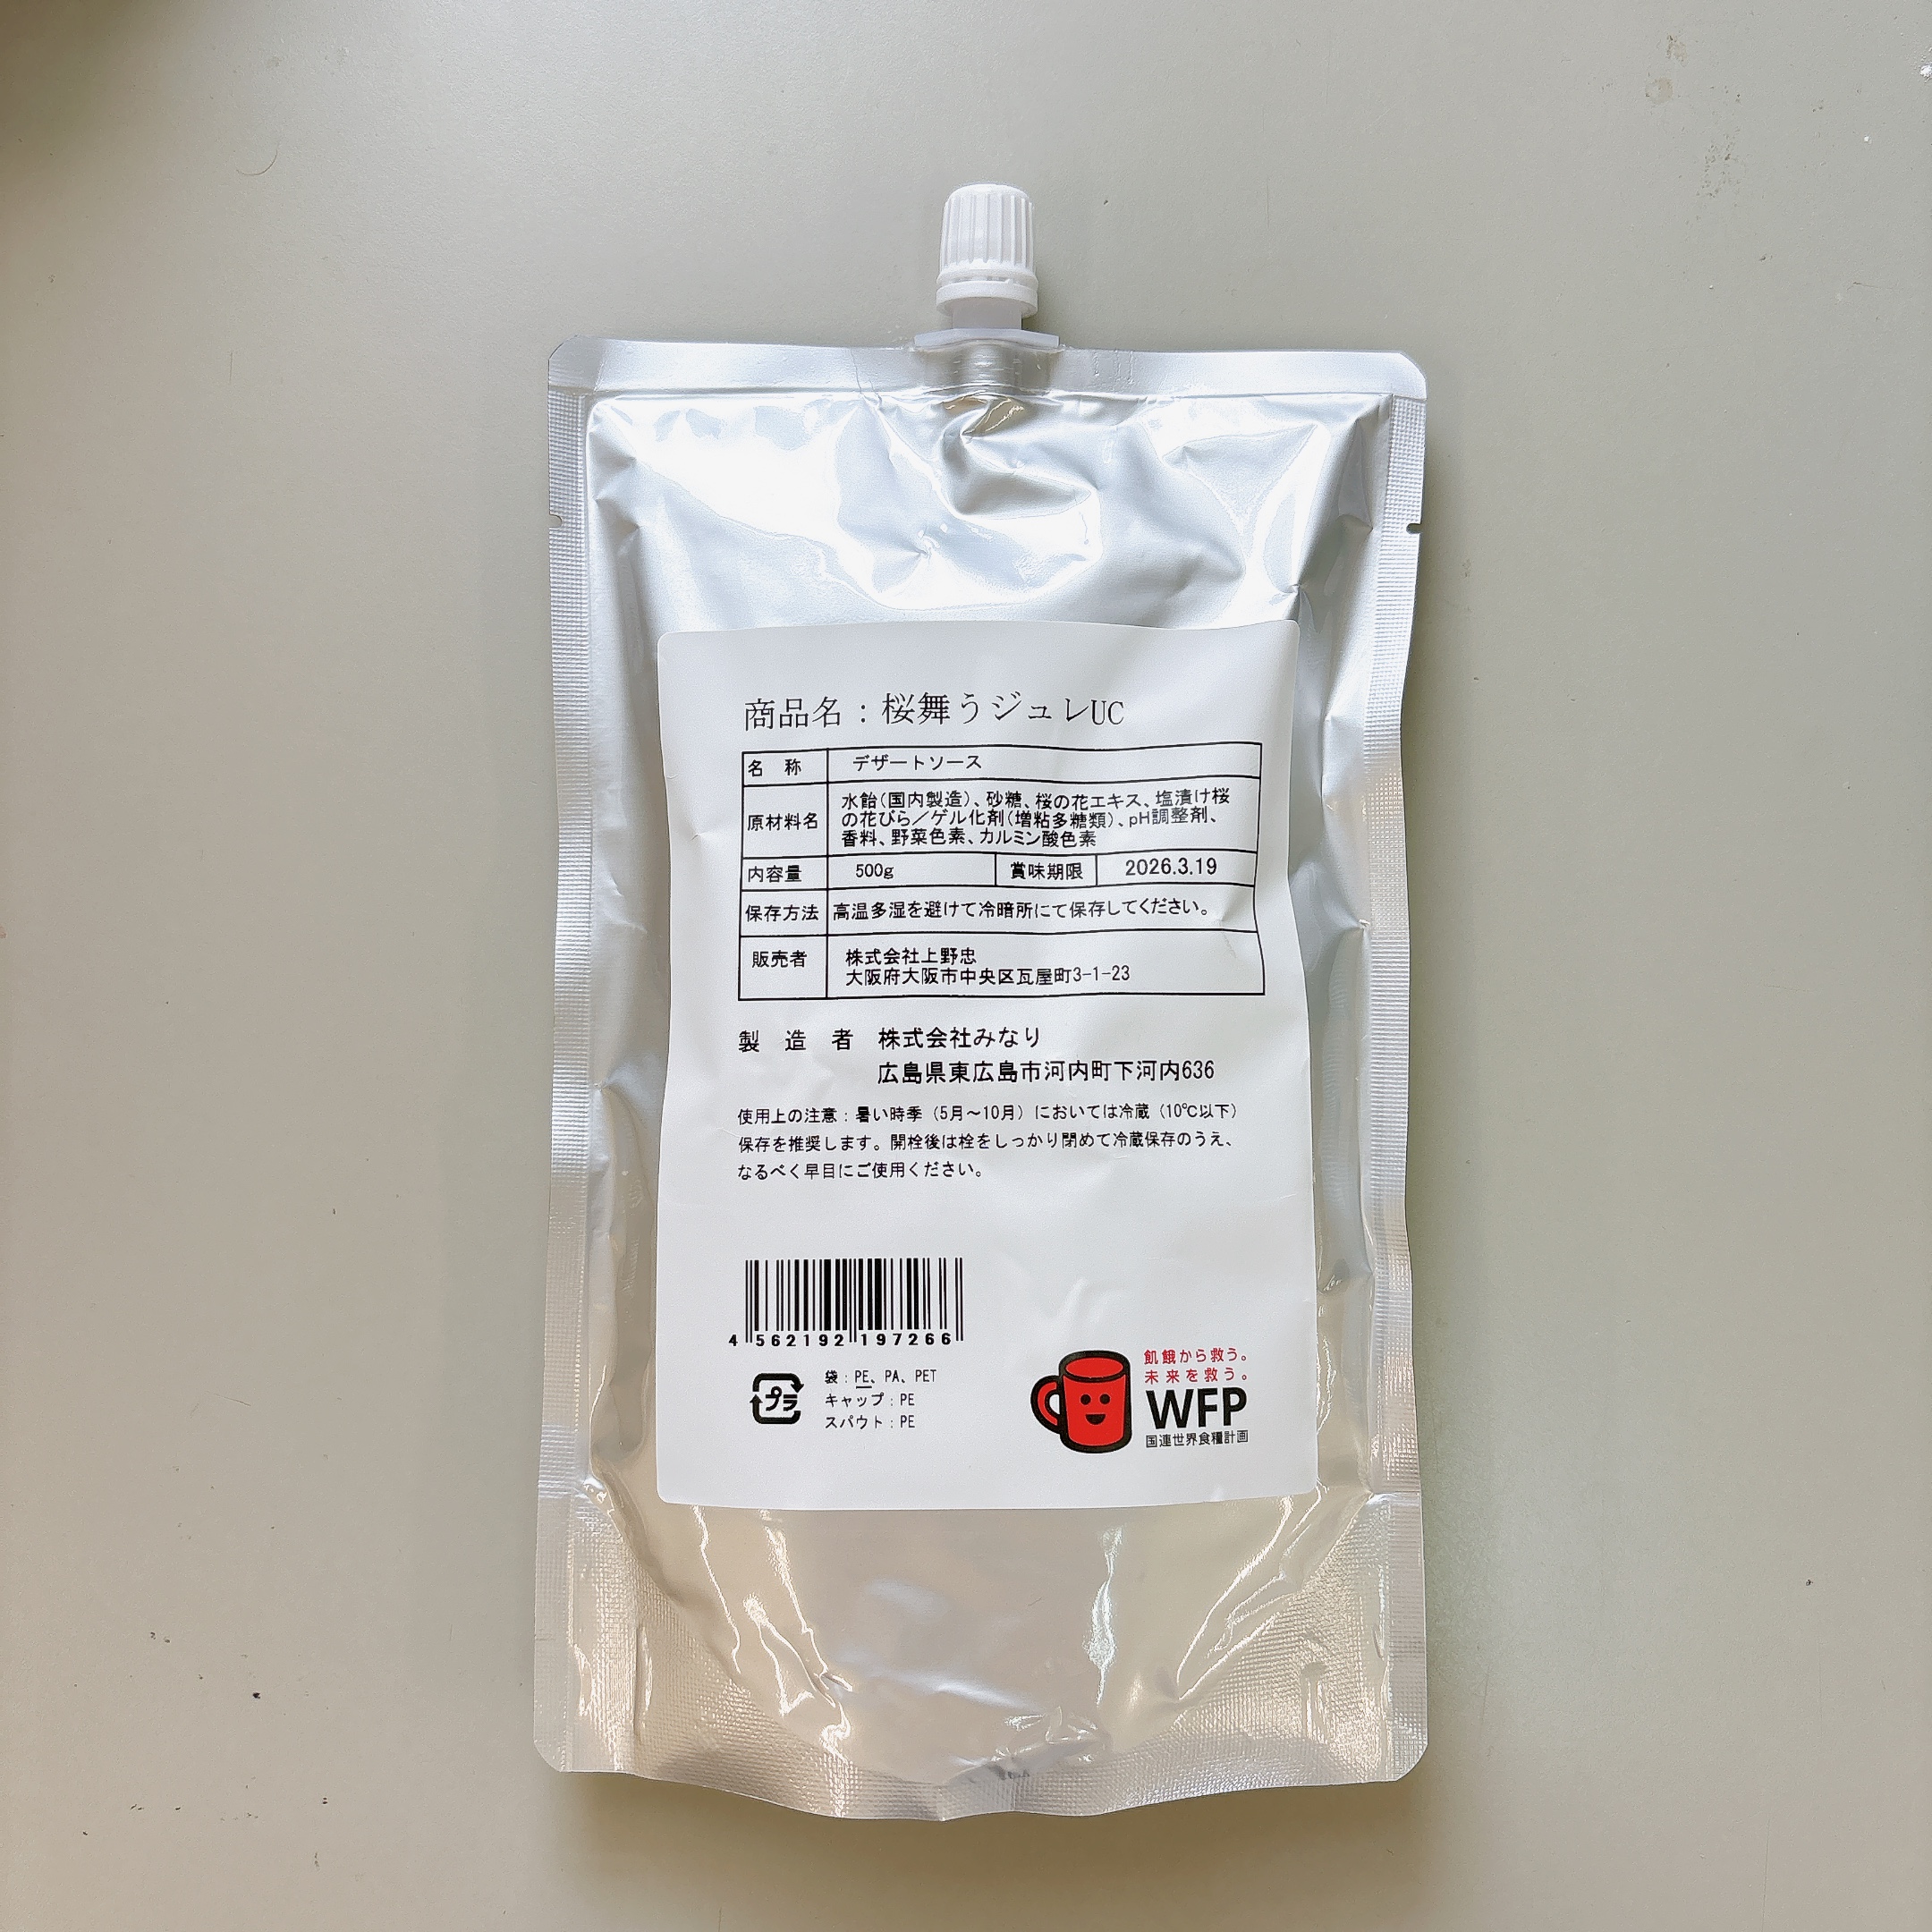 商品名：桜舞うジュレUC
名 称 デザートソース
原材料名 水飴(国内製造)、砂糖、桜の花エキス、塩漬け桜
の花びら／ゲル化剤(増粘多糖類)、pH調整剤、
香料、野菜色素、カルミン酸色素
内容量 500g 賞味期限 2026.3.19
保存方法 高温多湿を避けて冷暗所にて保存してください。
販売者 株式会社上野忠
大阪府大阪市中央区瓦屋町3-1-23
製 造 者 株式会社みなり
広島県東広島市河内町下河内636
使用上の注意：暑い時季（5月～10月）においては冷蔵（10℃以下）
保存を推奨します。開栓後は栓をしっかり閉めて冷蔵保存のうえ、
なるべく早目にご使用ください。
4 562192 197266
プラ
袋：PE、PA、PET
キャップ：PE
スパウト：PE
飢餓から救う。
未来を救う。
WFP
国連世界食糧計画